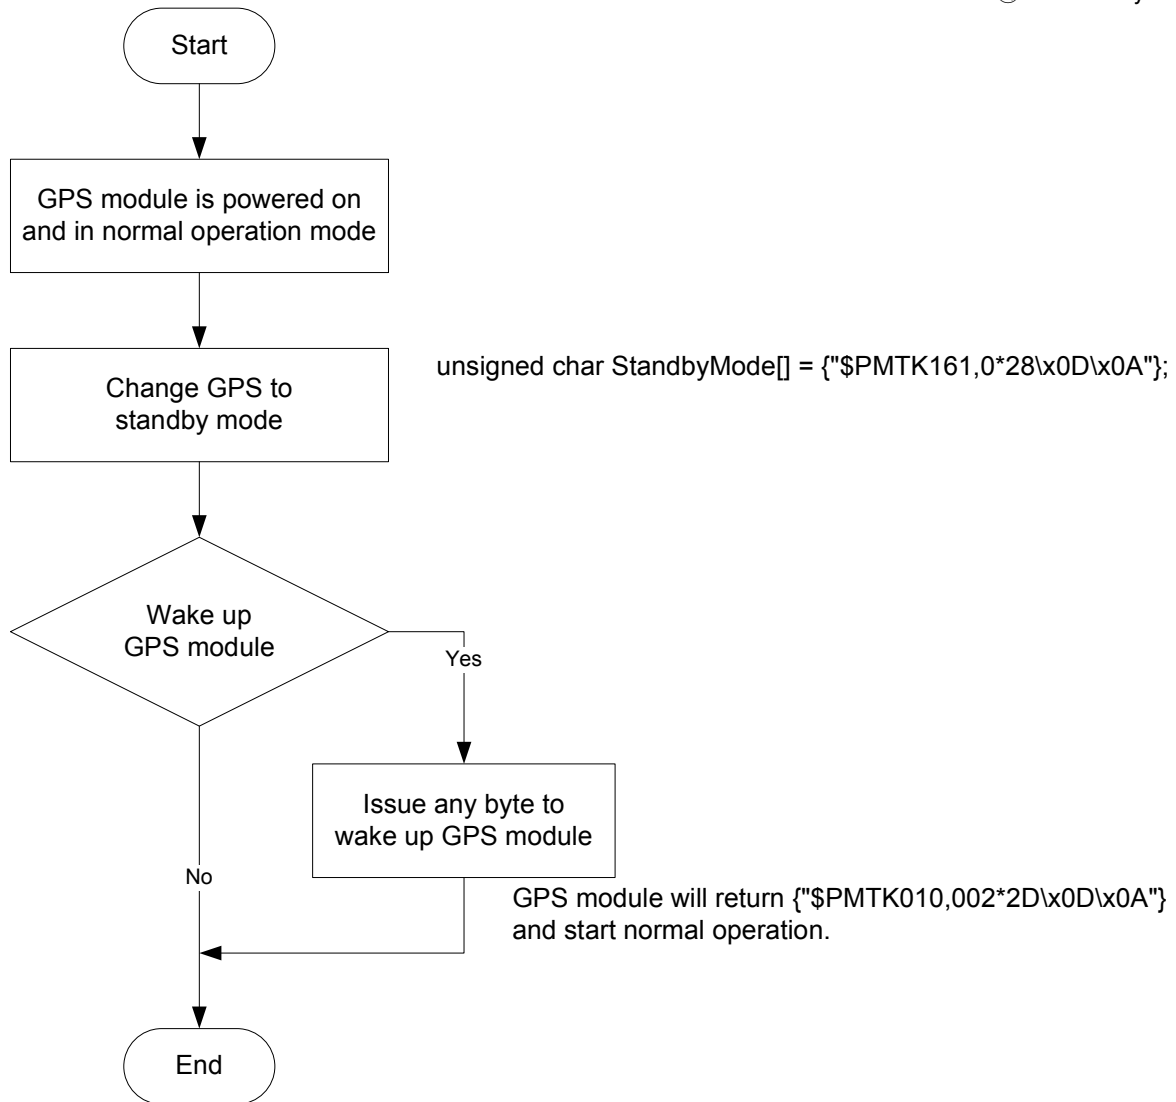 Start
GPS module is powered on
and in normal operation mode
Change GPS to
standby mode
unsigned char StandbyMode[] = {"$PMTK161,0*28\x0D\x0A"};
Wake up
GPS module
Yes
Issue any byte to
wake up GPS module
No
GPS module will return {"$PMTK010,002*2D\x0D\x0A"}
and start normal operation.
End